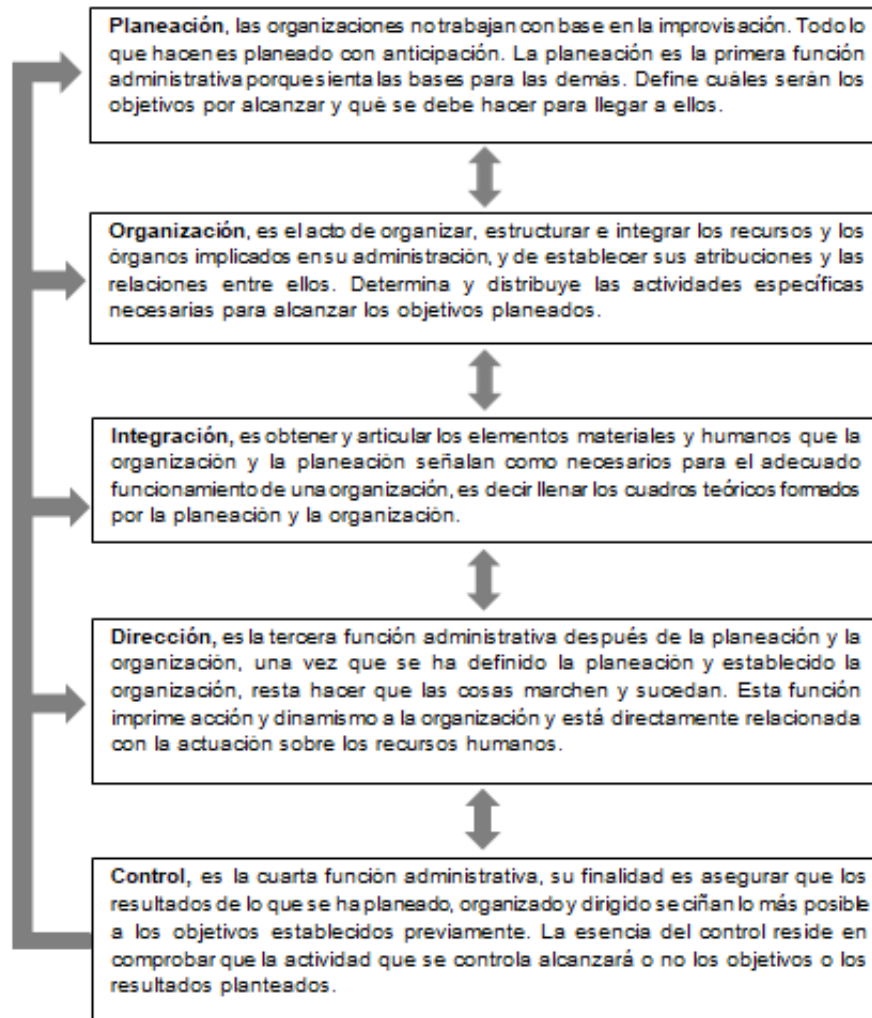 Planeación, las organizaciones no trabajan con base en la improvisación. Todo lo
que hacen es planeado con anticipación. La planeación es la primera función
administrativa porque sienta las bases para las demás. Define cuáles serán los
objetivos por alcanzar y qué se debe hacer para llegar a ellos.
Organización, es el acto de organizar, estructurar e integrar los recursos y los
órganos implicados en su administración, y de establecer sus atribuciones y las
relaciones entre ellos. Determina y distribuye las actividades específicas
necesarias para alcanzar los objetivos planeados.
Integración, es obtener y articular los elementos materiales y humanos que la
organización y la planeación señalan como necesarios para el adecuado
funcionamiento de una organización, es decir llenar los cuadros teóricos formados
por la planeación y la organización.
Dirección, es la tercera función administrativa después de la planeación y la
organización, una vez que se ha definido la planeación y establecido la
organización, resta hacer que las cosas marchen y sucedan. Esta función
imprime acción y dinamismo a la organización y está directamente relacionada
con la actuación sobre los recursos humanos.
Control, es la cuarta función administrativa, su finalidad es asegurar que los
resultados de lo que se ha planeado, organizado y dirigido se ciñan lo más posible
a los objetivos establecidos previamente. La esencia del control reside en
comprobar que la actividad que se controla alcanzará o no los objetivos o los
resultados planteados.